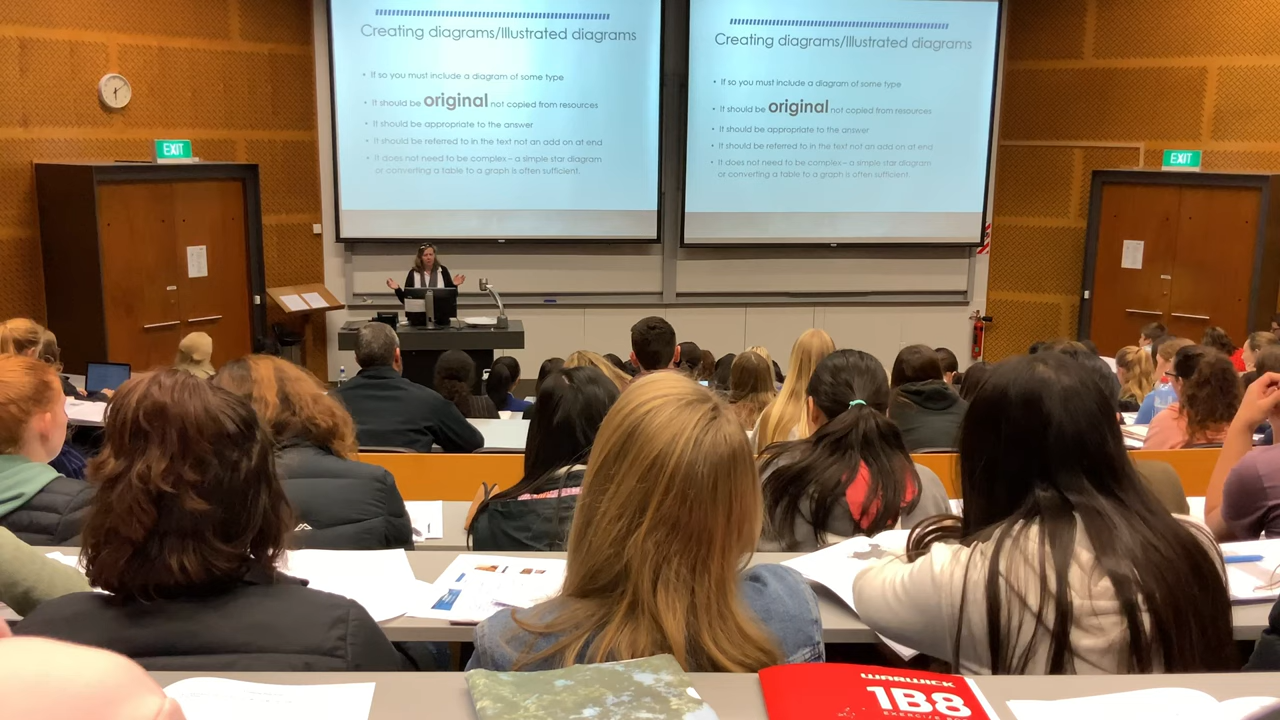 Creating diagrams/Illustrated diagrams
• If so you must include a diagram of some type
• It should be original not copied from resources
• It should be appropriate to the answer
• It should be referred to in the text not an add on at end
• It does not need to be complex – a simple star diagram
or converting a table to a graph is often sufficient.
Creating diagrams/Illustrated diagrams
• If so you must include a diagram of some type
• It should be original not copied from resources
• It should be appropriate to the answer
• It should be referred to in the text not an add on at end
• It does not need to be complex – a simple star diagram
or converting a table to a graph is often sufficient.
EXIT
EXIT
WARWICK
1B8